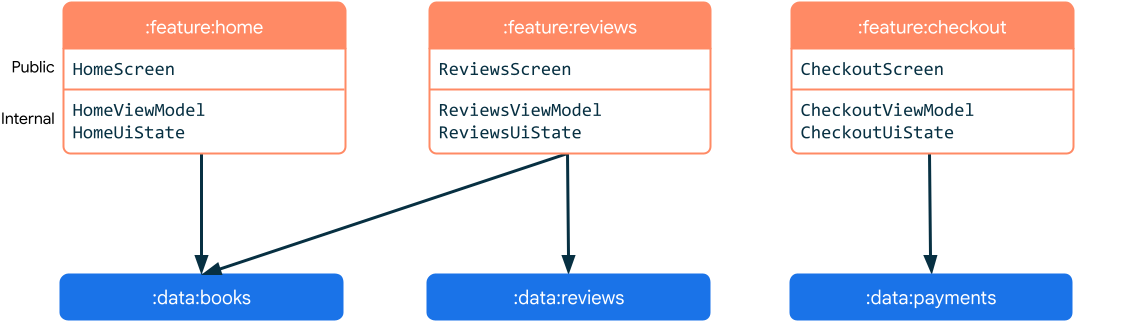 :feature:home
:feature:reviews
:feature:checkout
Public
HomeScreen
ReviewsScreen
CheckoutScreen
Internal
HomeViewModel
HomeUiState
ReviewsViewModel
ReviewsUiState
CheckoutViewModel
CheckoutUiState
:data:books
:data:reviews
:data:payments